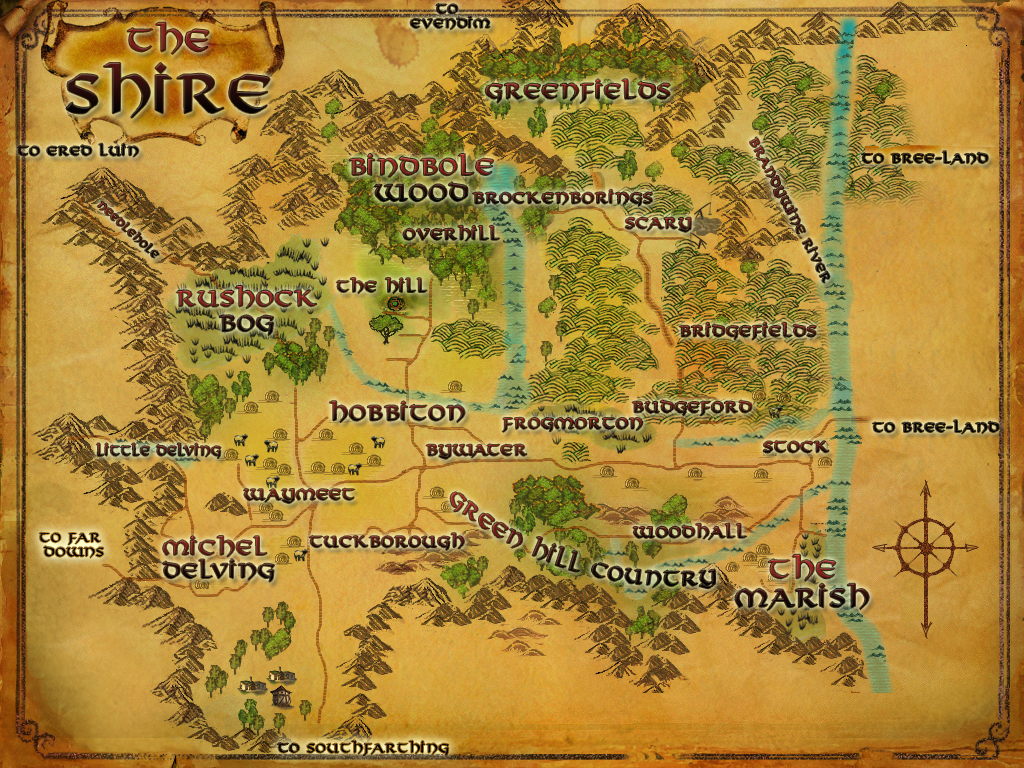 THE
SHIRE
TO
EVENDIM
TO ERED LUIN
GREENFIELDS
TO BREE-LAND
BRANDYWINE RIVER
BINDBOLE
WOOD
BROCKENBORINGS
SCARY
OVERHILL
NEEDLEHOLE
THE HILL
RUSHOCK
BOG
BRIDGEFIELDS
HOBBITON
BUDGEFORD
FROGMORTON
TO BREE-LAND
LITTLE DELVING
BYWATER
STOCK
WAYMEET
GREEN HILL COUNTRY
WOODHALL
TO FAR
DOWNS
MICHEL
DELVING
TUCKBOROUGH
THE
MARISH
TO SOUTHFARTHING